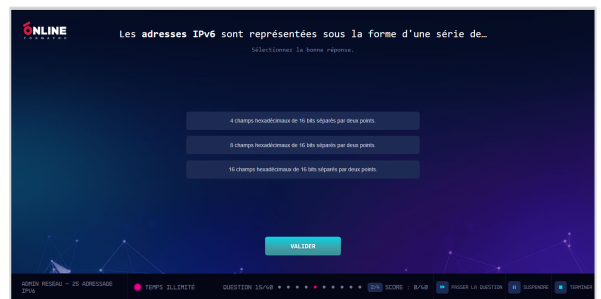 ONLINE
FORMAPRO
Les adresses IPv6 sont représentées sous la forme d'une série de…
Sélectionnez la bonne réponse.
4 champs hexadécimaux de 16 bits séparés par deux points.
8 champs hexadécimaux de 16 bits séparés par deux points.
16 champs hexadécimaux de 16 bits séparés par deux points.
VALIDER
ADMIN RESEAU - 25 ADRESSAGE IPV6
TEMPS ILLIMITÉ
QUESTION 15/60
SCORE : 0/60
PASSER LA QUESTION
SUSPENDRE
TERMINER